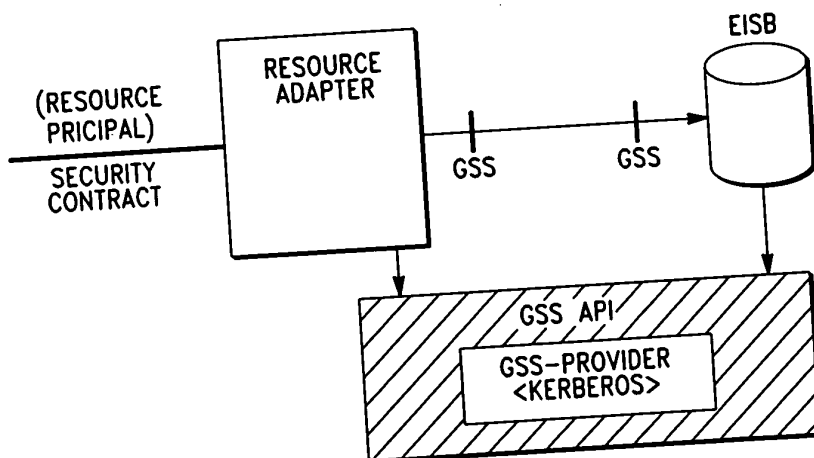 EISB
RESOURCE
ADAPTER
(RESOURCE
PRICIPAL)
SECURITY
CONTRACT
GSS
GSS
GSS API
GSS-PROVIDER
<KERBEROS>